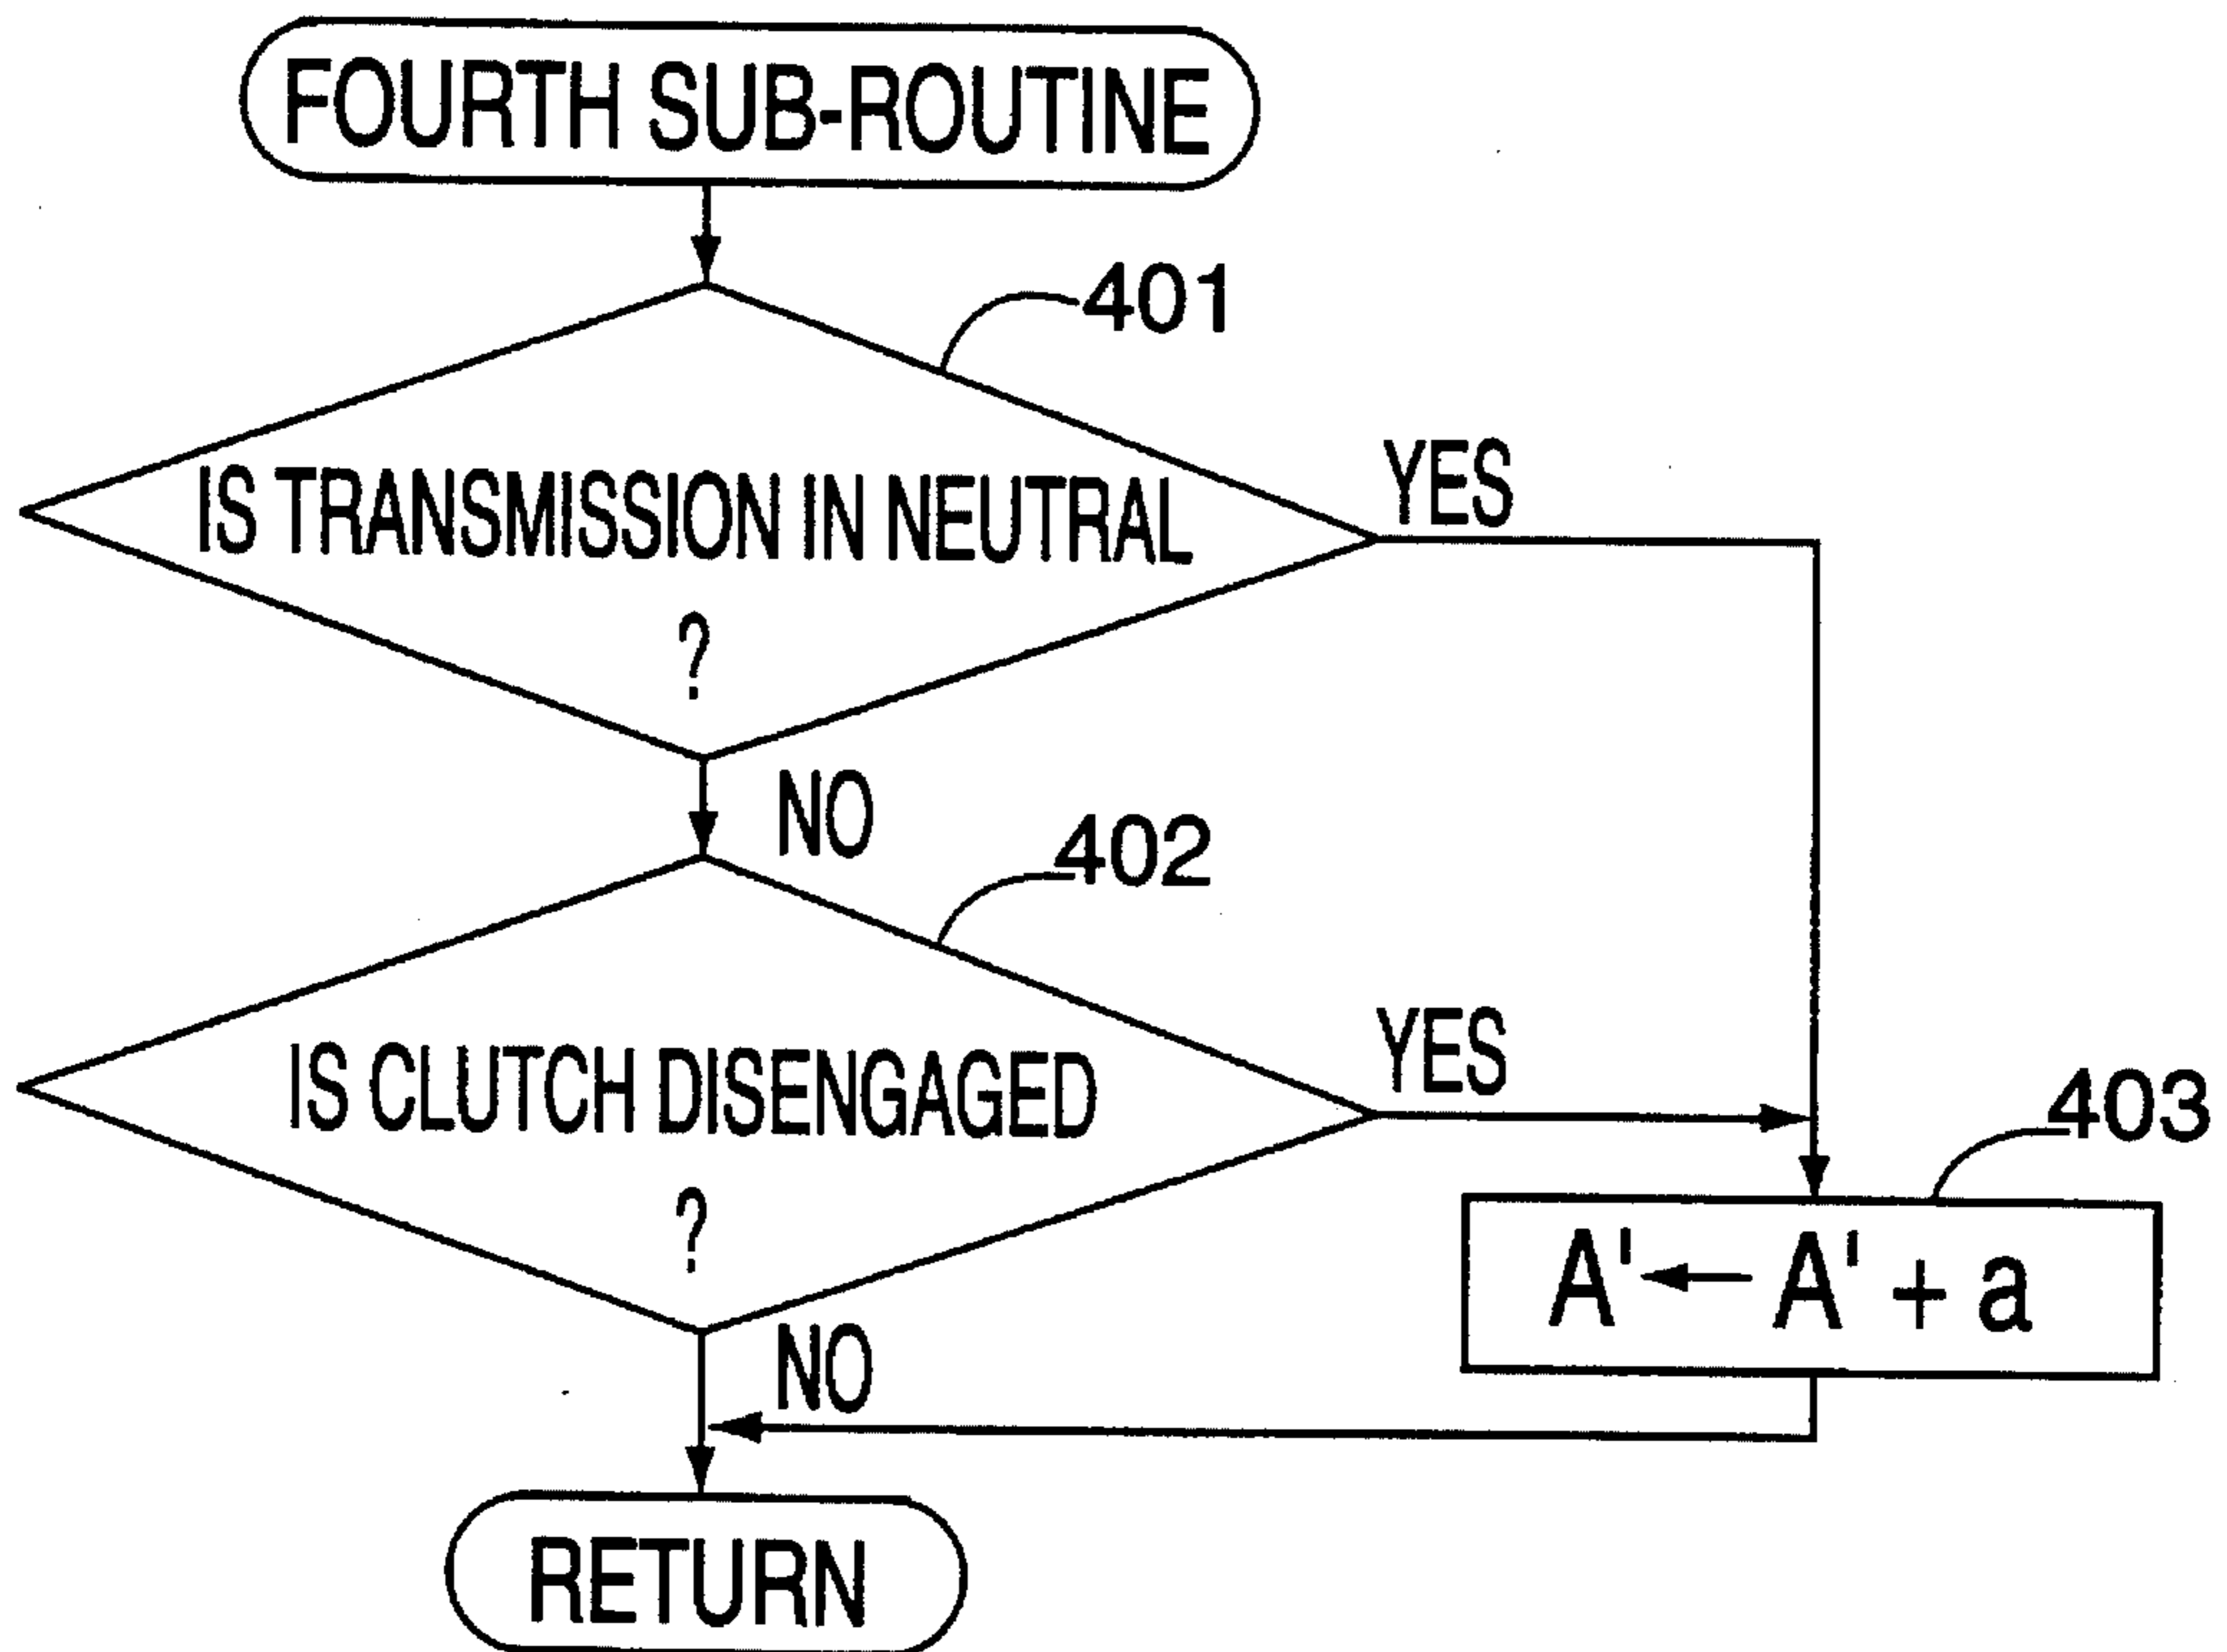 FOURTH SUB-ROUTINE
401
IS TRANSMISSION IN NEUTRAL
?
YES
NO
402
IS CLUTCH DISENGAGED
?
YES
403
A' ← A' + a
NO
RETURN